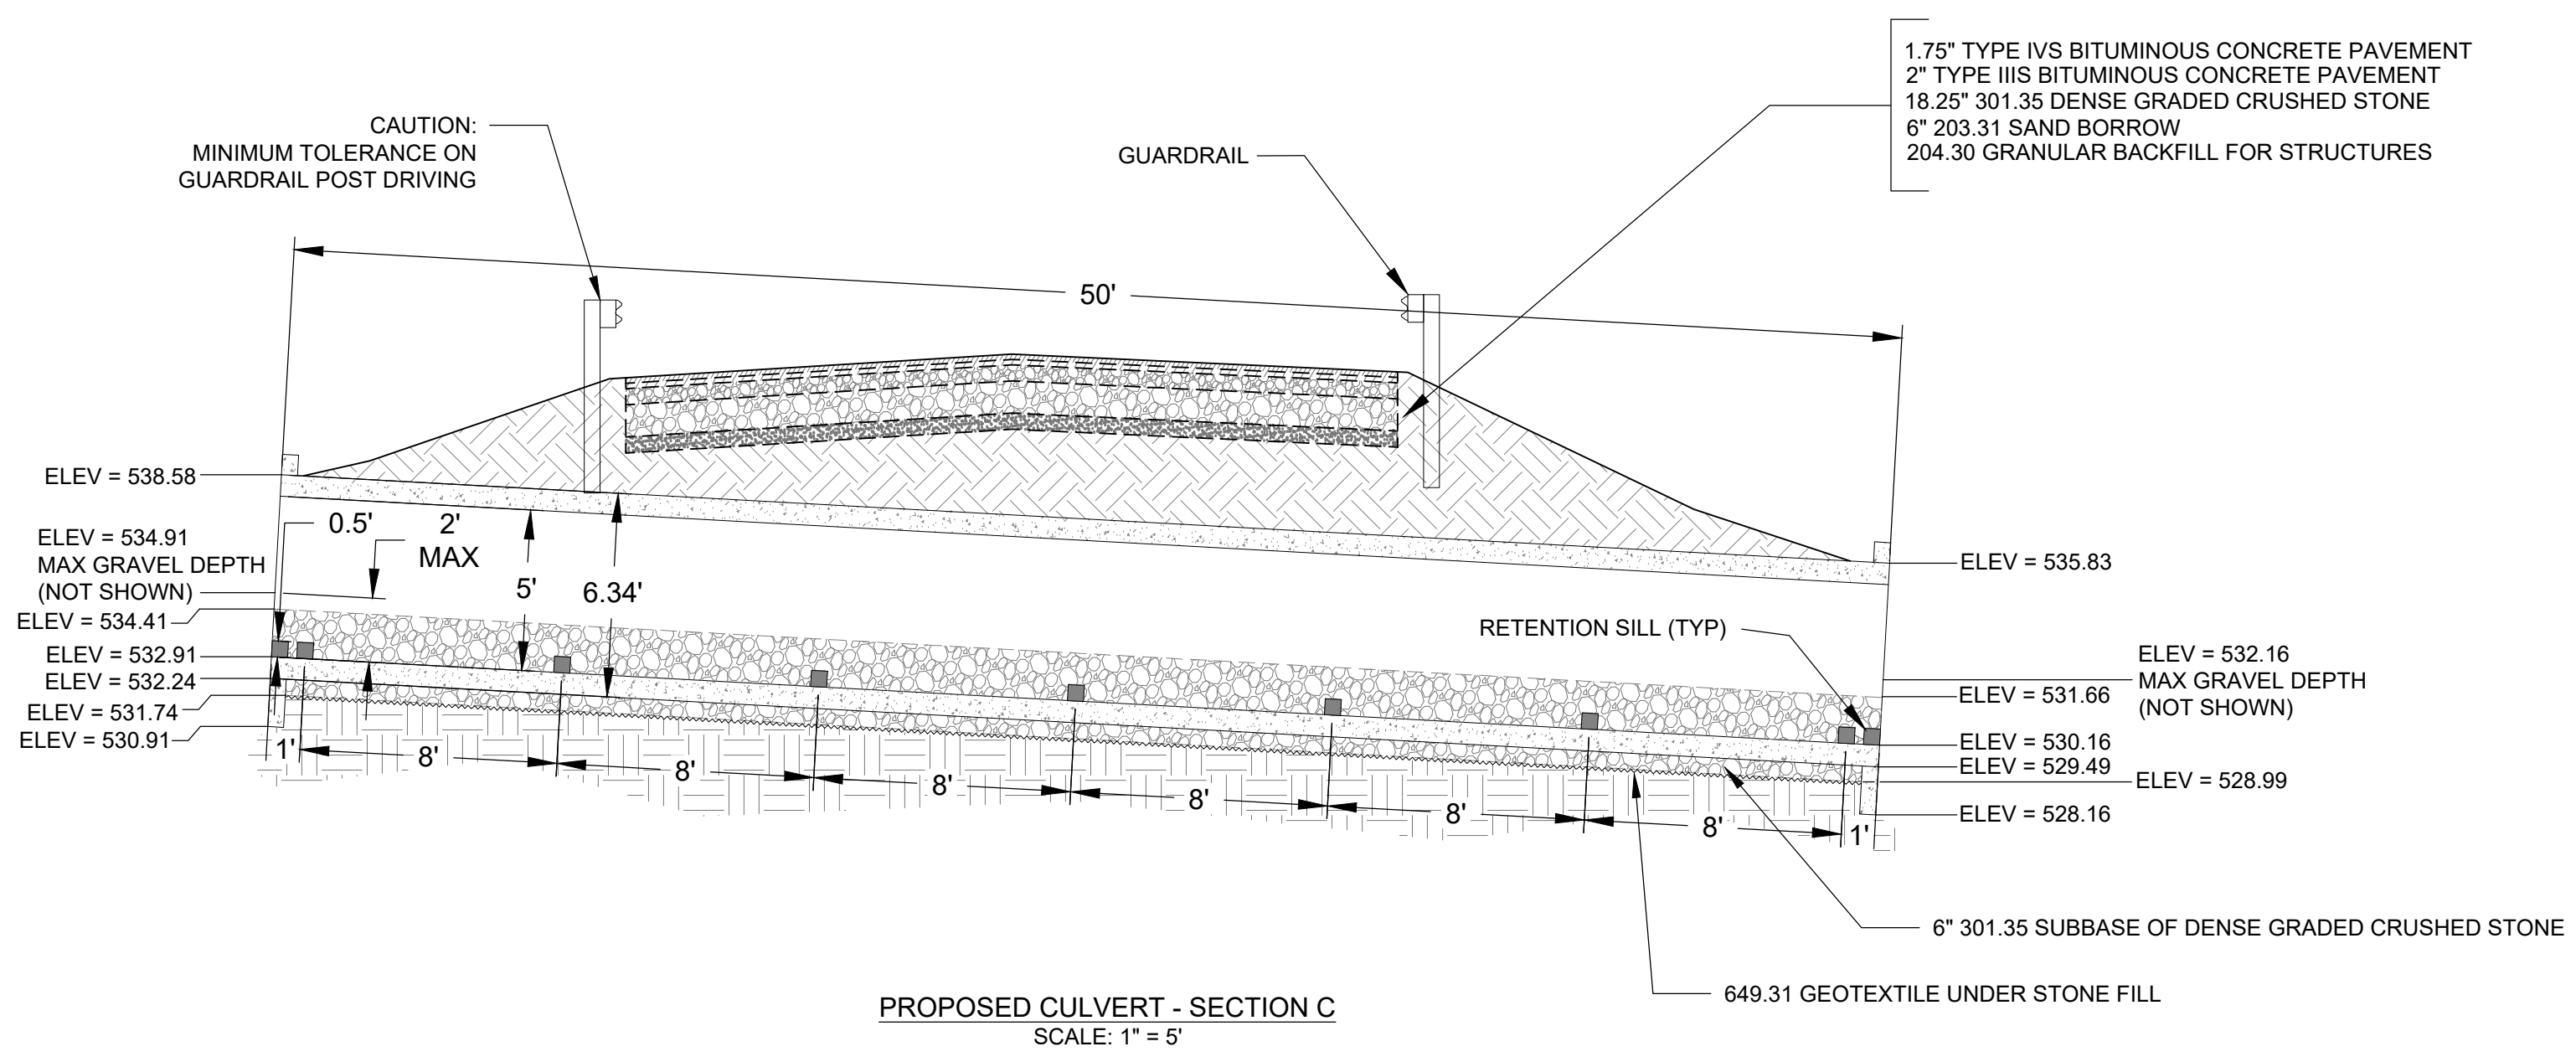 1.75" TYPE IVS BITUMINOUS CONCRETE PAVEMENT
2" TYPE IIIS BITUMINOUS CONCRETE PAVEMENT
18.25" 301.35 DENSE GRADED CRUSHED STONE
6" 203.31 SAND BORROW
204.30 GRANULAR BACKFILL FOR STRUCTURES
CAUTION:
MINIMUM TOLERANCE ON
GUARDRAIL POST DRIVING
GUARDRAIL
50'
ELEV = 538.58
0.5'
2'
MAX
ELEV = 534.91
MAX GRAVEL DEPTH
(NOT SHOWN)
5'
6.34'
ELEV = 534.41
ELEV = 532.91
ELEV = 532.24
ELEV = 531.74
ELEV = 530.91
ELEV = 535.83
RETENTION SILL (TYP)
ELEV = 532.16
MAX GRAVEL DEPTH
(NOT SHOWN)
ELEV = 531.66
ELEV = 530.16
ELEV = 529.49
ELEV = 528.99
ELEV = 528.16
1'
8'
8'
8'
8'
8'
8'
1'
6" 301.35 SUBBASE OF DENSE GRADED CRUSHED STONE
649.31 GEOTEXTILE UNDER STONE FILL
PROPOSED CULVERT - SECTION C
SCALE: 1" = 5'